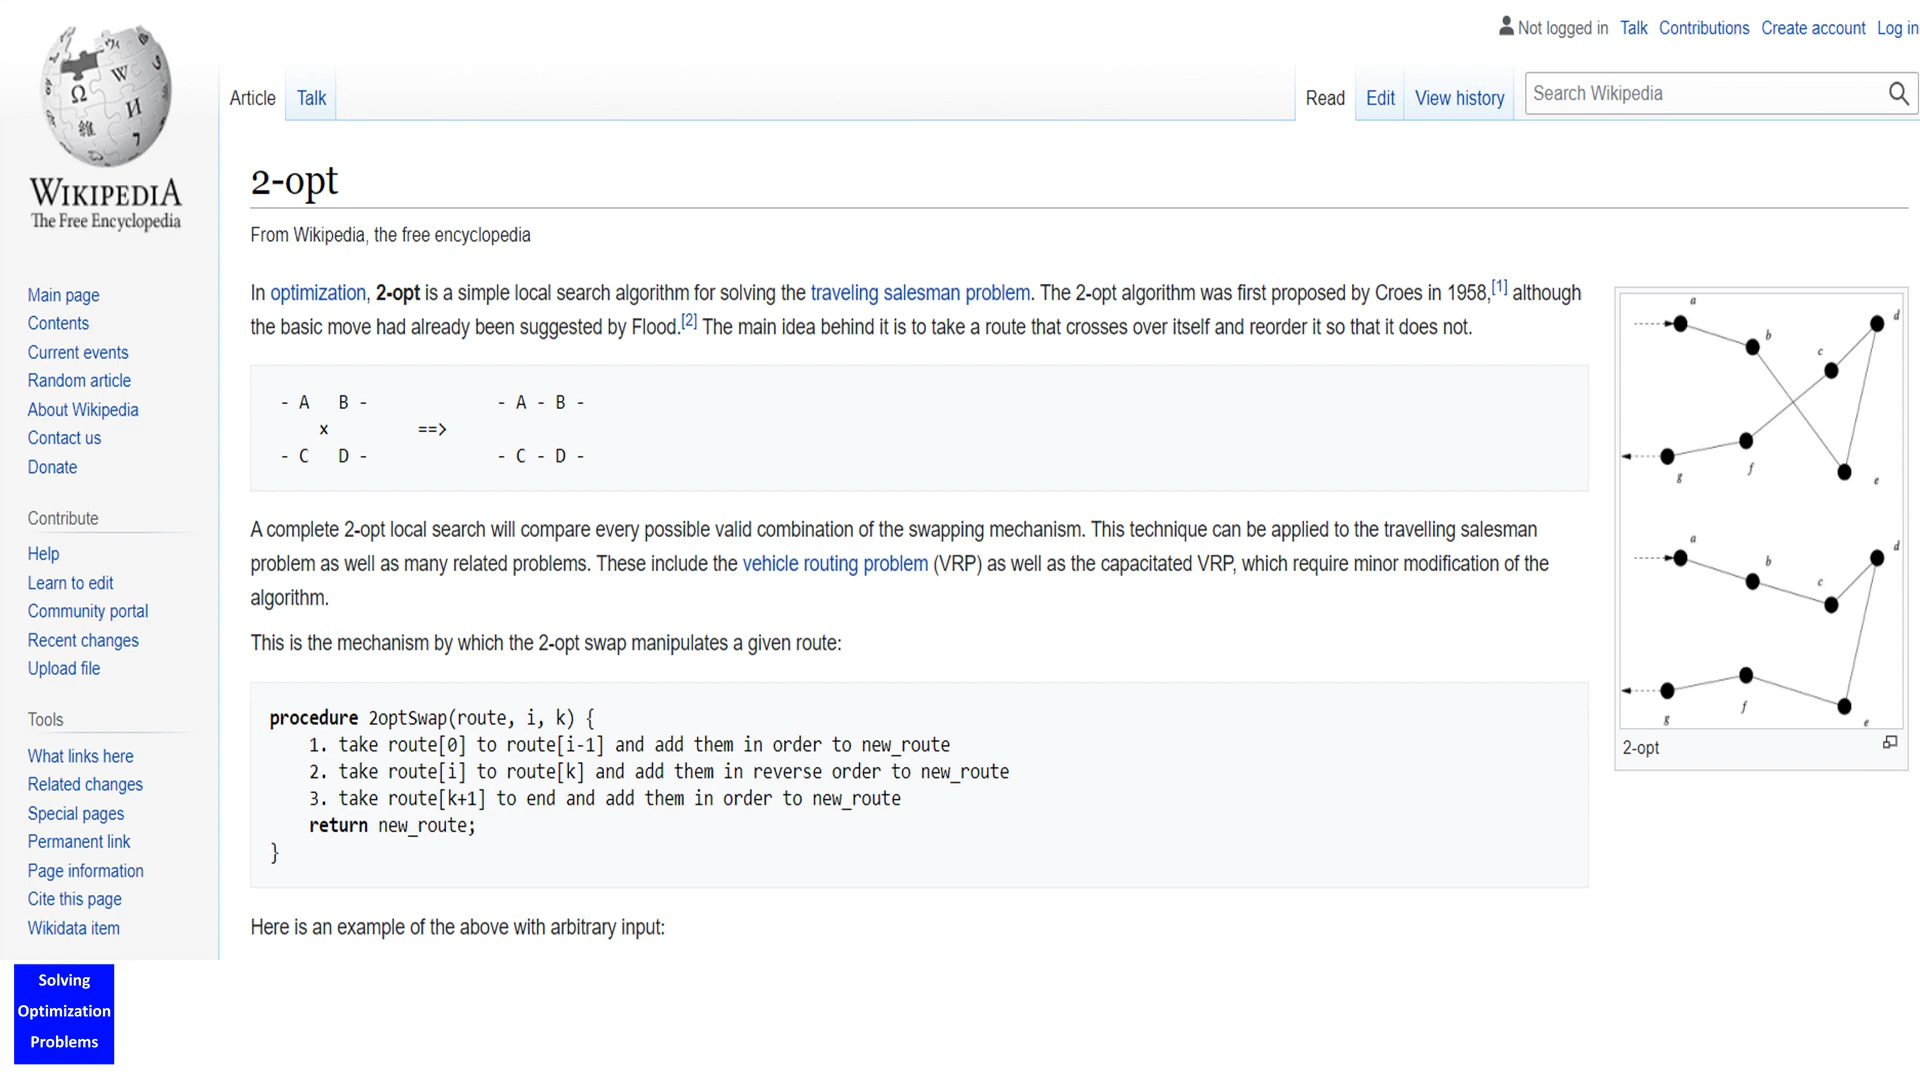 Not logged in Talk Contributions Create account Log in
Article Talk Read Edit View history Search Wikipedia
WIKIPEDIA
The Free Encyclopedia
Main page
Contents
Current events
Random article
About Wikipedia
Contact us
Donate
Contribute
Help
Learn to edit
Community portal
Recent changes
Upload file
Tools
What links here
Related changes
Special pages
Permanent link
Page information
Cite this page
Wikidata item
2-opt
From Wikipedia, the free encyclopedia
In optimization, 2-opt is a simple local search algorithm for solving the traveling salesman problem. The 2-opt algorithm was first proposed by Croes in 1958,[1] although
the basic move had already been suggested by Flood.[2] The main idea behind it is to take a route that crosses over itself and reorder it so that it does not.
- A   B -             - A - B -
    x         ==>
- C   D -             - C - D -
A complete 2-opt local search will compare every possible valid combination of the swapping mechanism. This technique can be applied to the travelling salesman
problem as well as many related problems. These include the vehicle routing problem (VRP) as well as the capacitated VRP, which require minor modification of the
algorithm.
This is the mechanism by which the 2-opt swap manipulates a given route:
procedure 2optSwap(route, i, k) {
    1. take route[0] to route[i-1] and add them in order to new_route
    2. take route[i] to route[k] and add them in reverse order to new_route
    3. take route[k+1] to end and add them in order to new_route
    return new_route;
}
Here is an example of the above with arbitrary input:
a
b
c
d
e
f
g
a
b
c
d
e
f
g
2-opt
Solving
Optimization
Problems